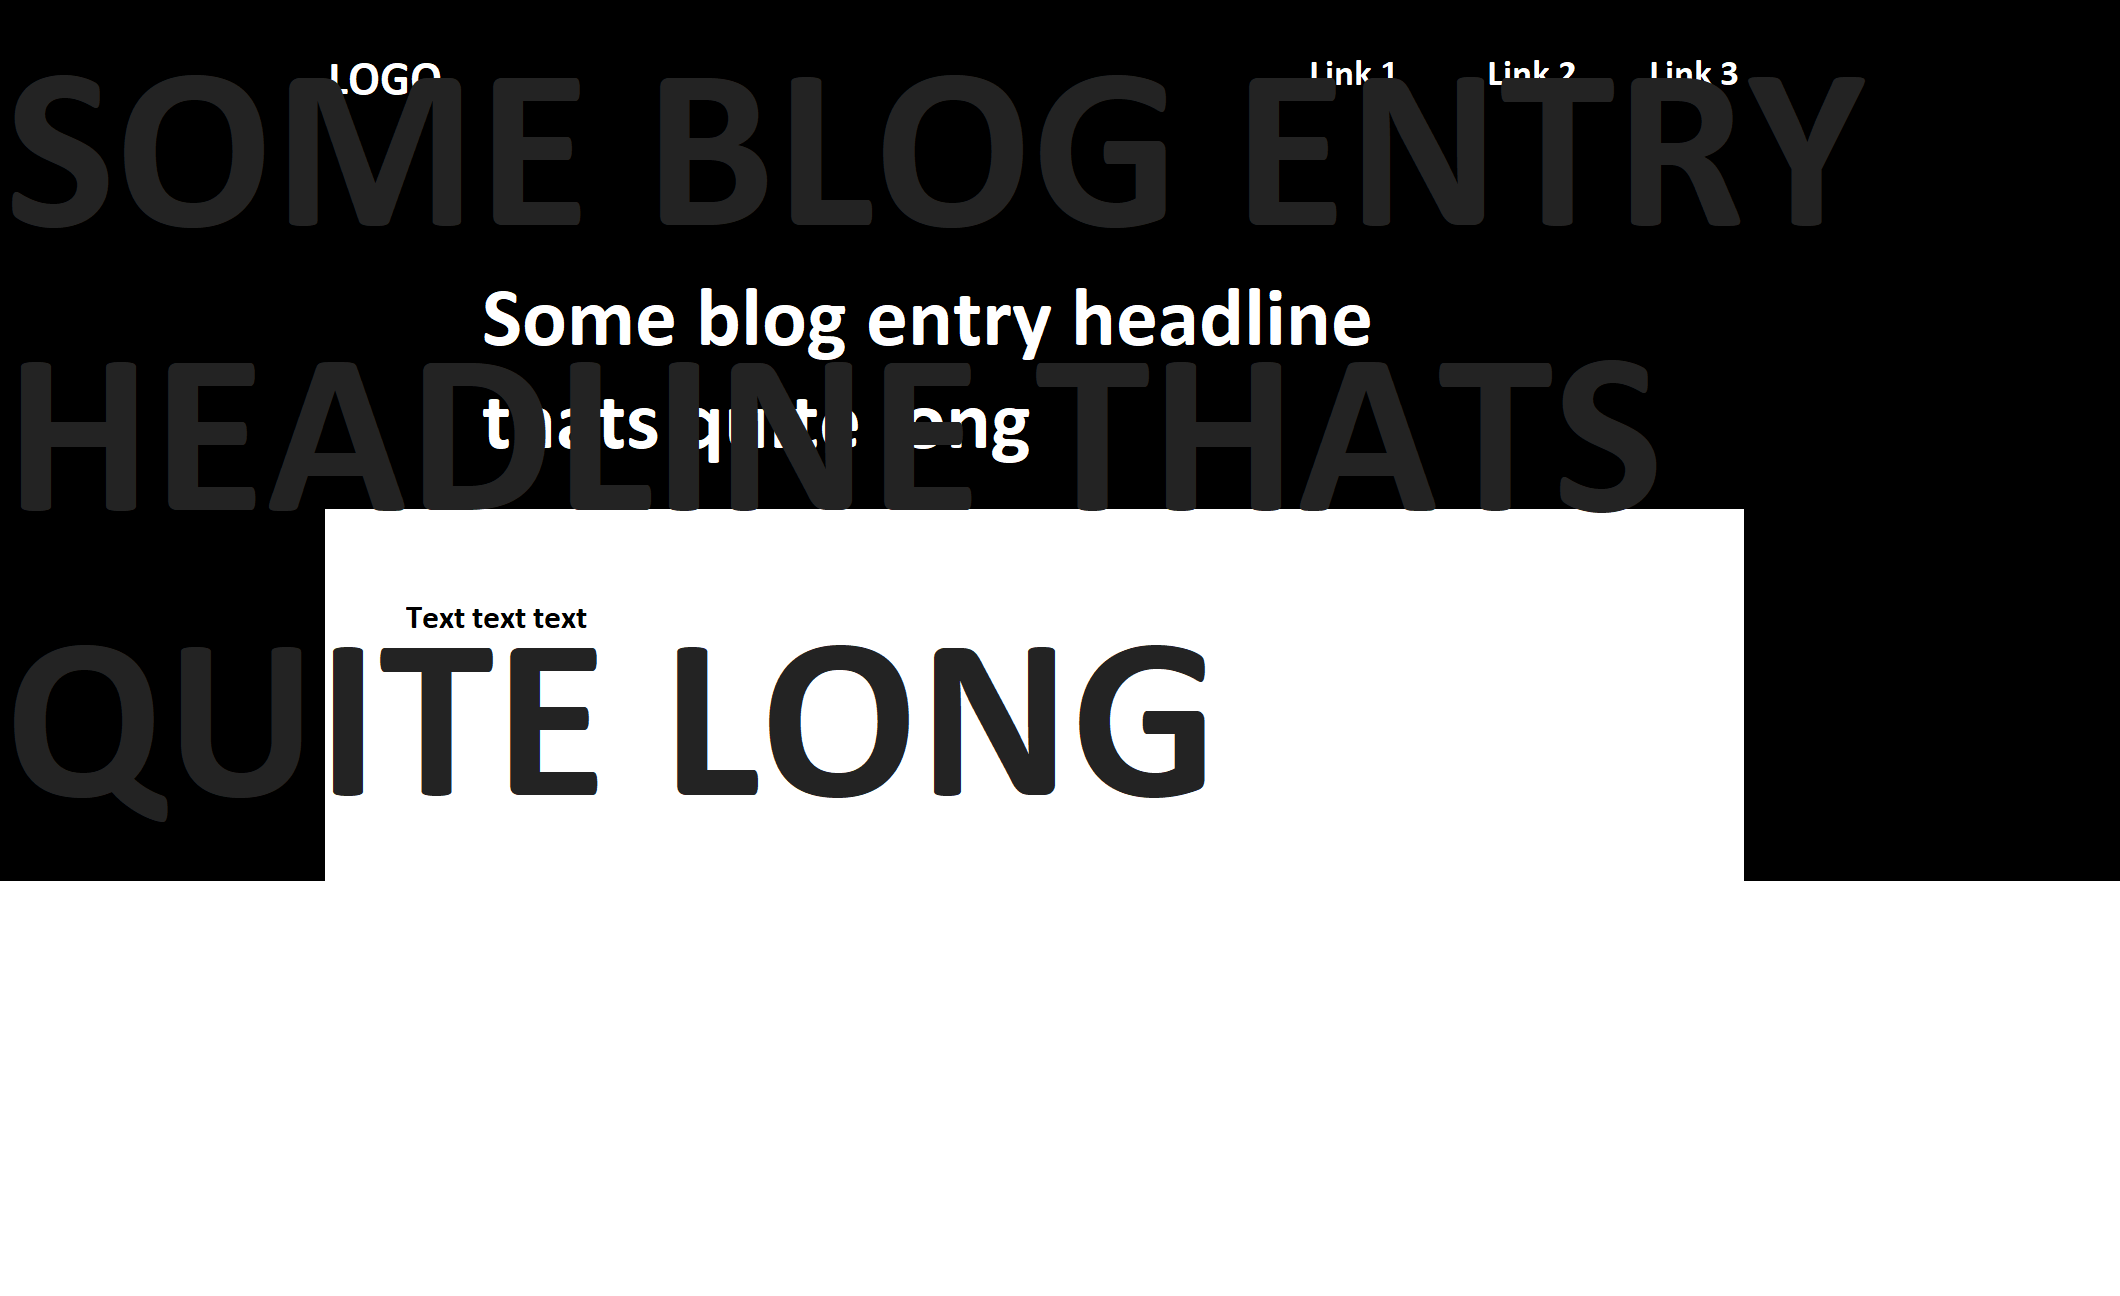 LOGO
Link 1 Link 2 Link 3
SOME BLOG ENTRY
Some blog entry headline
HEADLINE THATS
thats quite long
Text text text
QUITE LONG